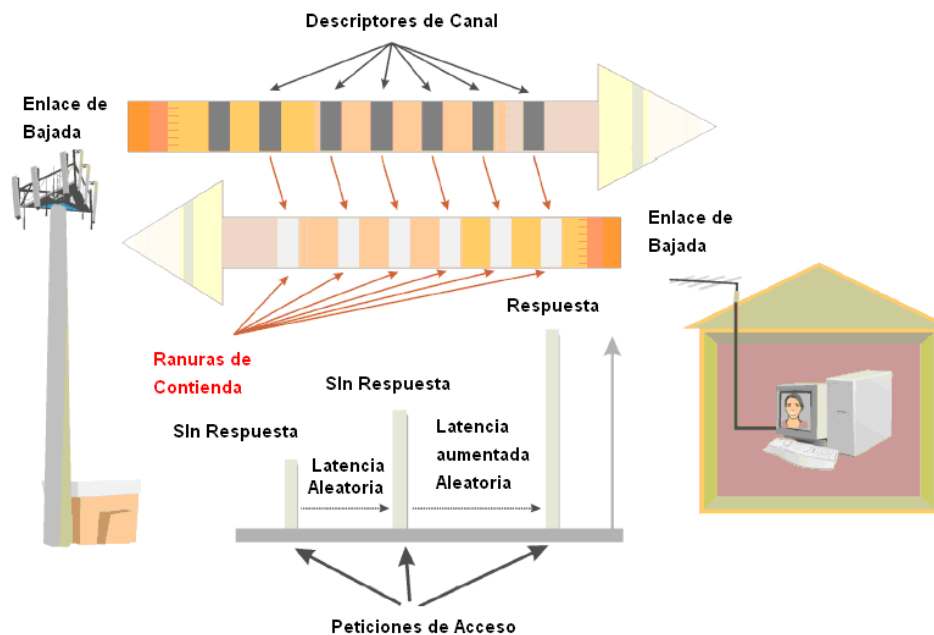 Descriptores de Canal
Enlace de
Bajada
Enlace de
Bajada
Respuesta
Ranuras de
Contienda
SIn Respuesta
SIn Respuesta
Latencia
aumentada
Aleatoria
Latencia
Aleatoria
Peticiones de Acceso